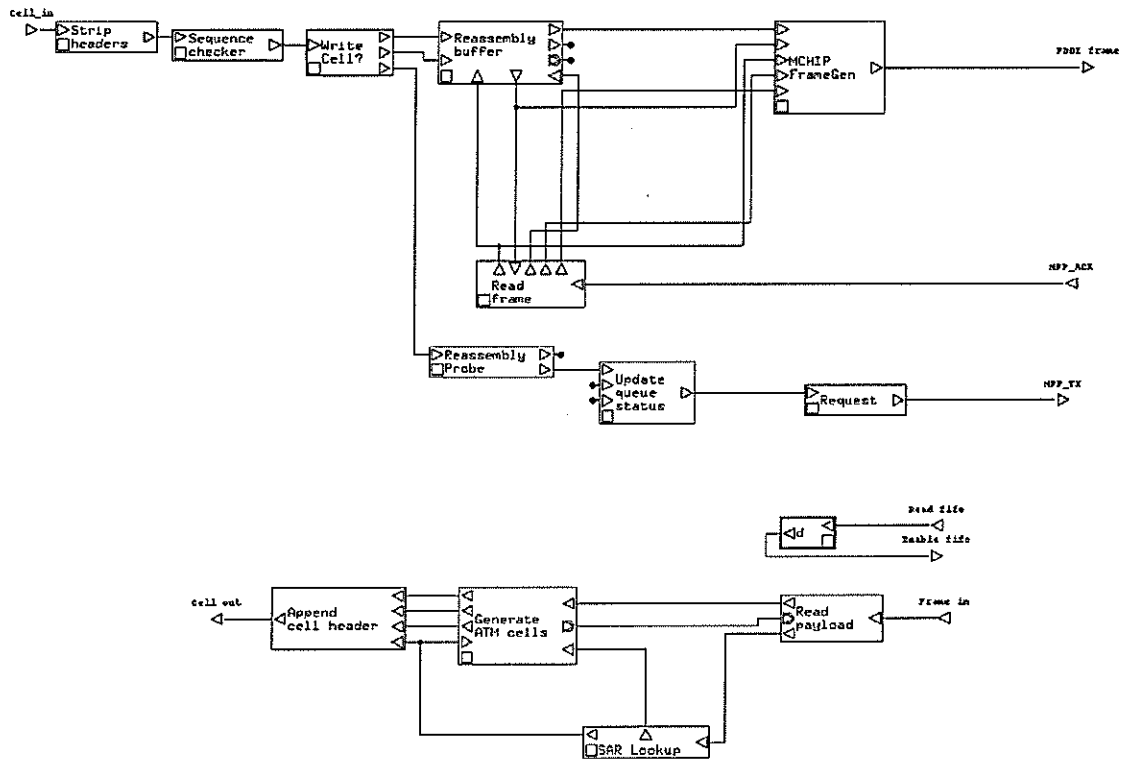 Cell_in
Strip
headers
Sequence
checker
Write
Cell?
Reassembly
buffer
MCHIP
frameGen
FDDI frame
Read
frame
MPP_ACK
Reassembly
Probe
Update
queue
status
Request
MPP_TX
d
Read fifo
Enable fifo
Cell out
Append
cell header
Generate
ATM cells
Read
payload
Frame in
SAR Lookup